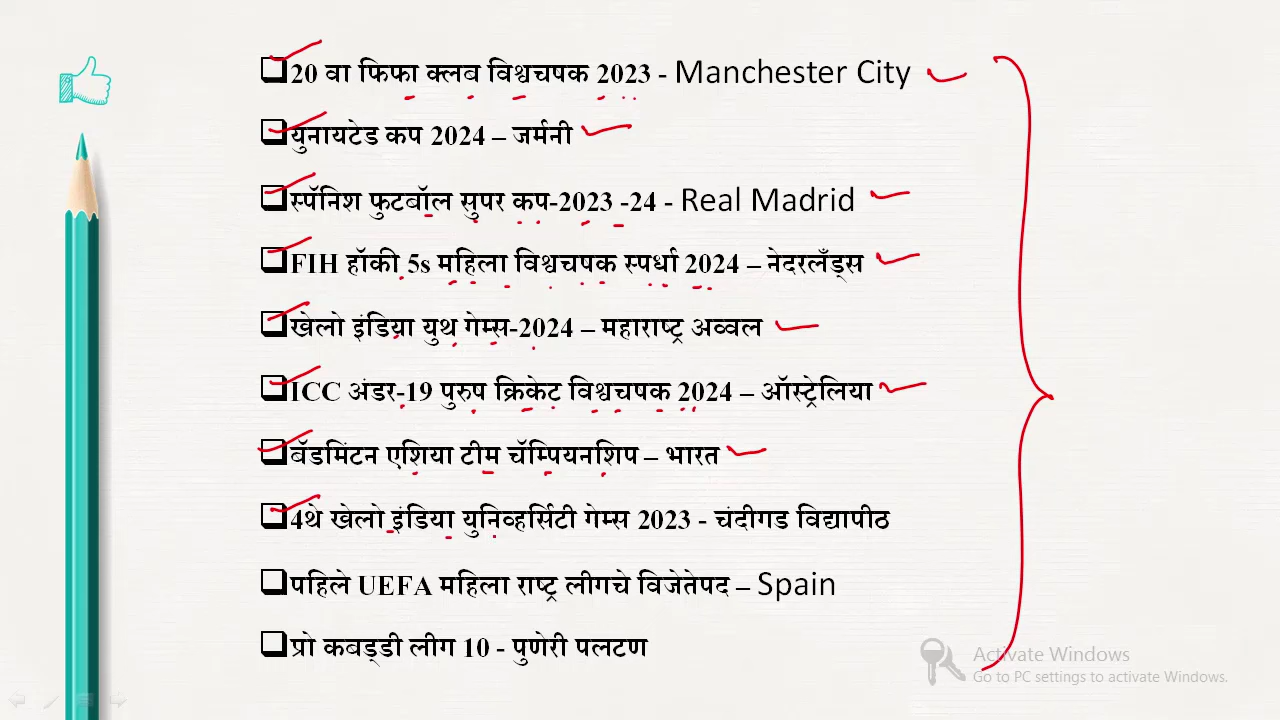 20 वा फिफा क्लब विश्वचषक 2023 - Manchester City
युनायटेड कप 2024 – जर्मनी
स्पॅनिश फुटबॉल सुपर कप-2023 -24 - Real Madrid
FIH हॉकी 5s महिला विश्वचषक स्पर्धा 2024 – नेदरलँड्स
खेलो इंडिया युथ गेम्स-2024 – महाराष्ट्र अव्वल
ICC अंडर-19 पुरुष क्रिकेट विश्वचषक 2024 – ऑस्ट्रेलिया
बॅडमिंटन एशिया टीम चॅम्पियनशिप – भारत
4थे खेलो इंडिया युनिव्हर्सिटी गेम्स 2023 - चंदीगड विद्यापीठ
पहिले UEFA महिला राष्ट्र लीगचे विजेतेपद – Spain
प्रो कबड्डी लीग 10 - पुणेरी पलटण
Activate Windows
Go to PC settings to activate Windows.